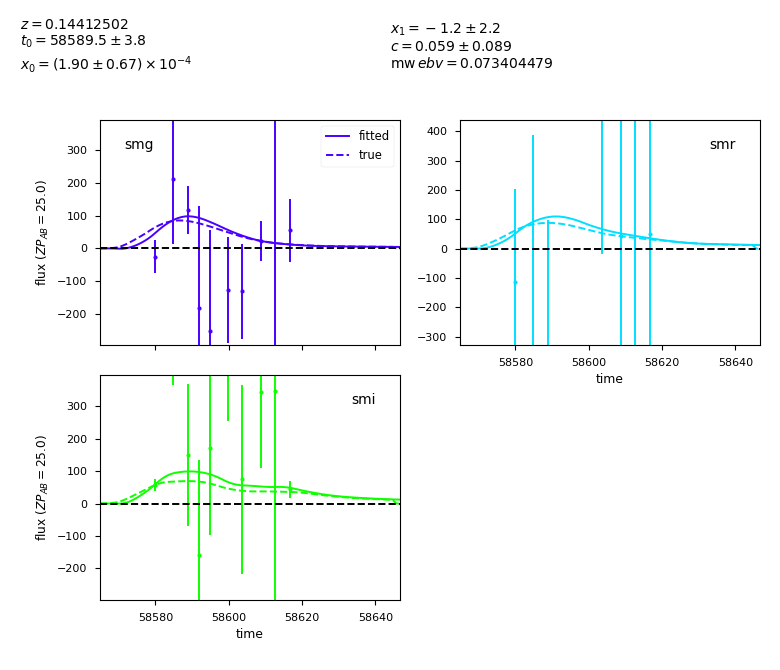 z = 0.14412502
t₀ = 58589.5 ± 3.8
x₀ = (1.90 ± 0.67) × 10⁻⁴
x₁ = −1.2 ± 2.2
c = 0.059 ± 0.089
mw ebv = 0.073404479
smg
fitted
true
300
200
100
0
−100
−200
flux (ZP_AB = 25.0)
smr
400
300
200
100
0
−100
−200
−300
58580 58600 58620 58640
time
smi
300
200
100
0
−100
−200
flux (ZP_AB = 25.0)
58580 58600 58620 58640
time